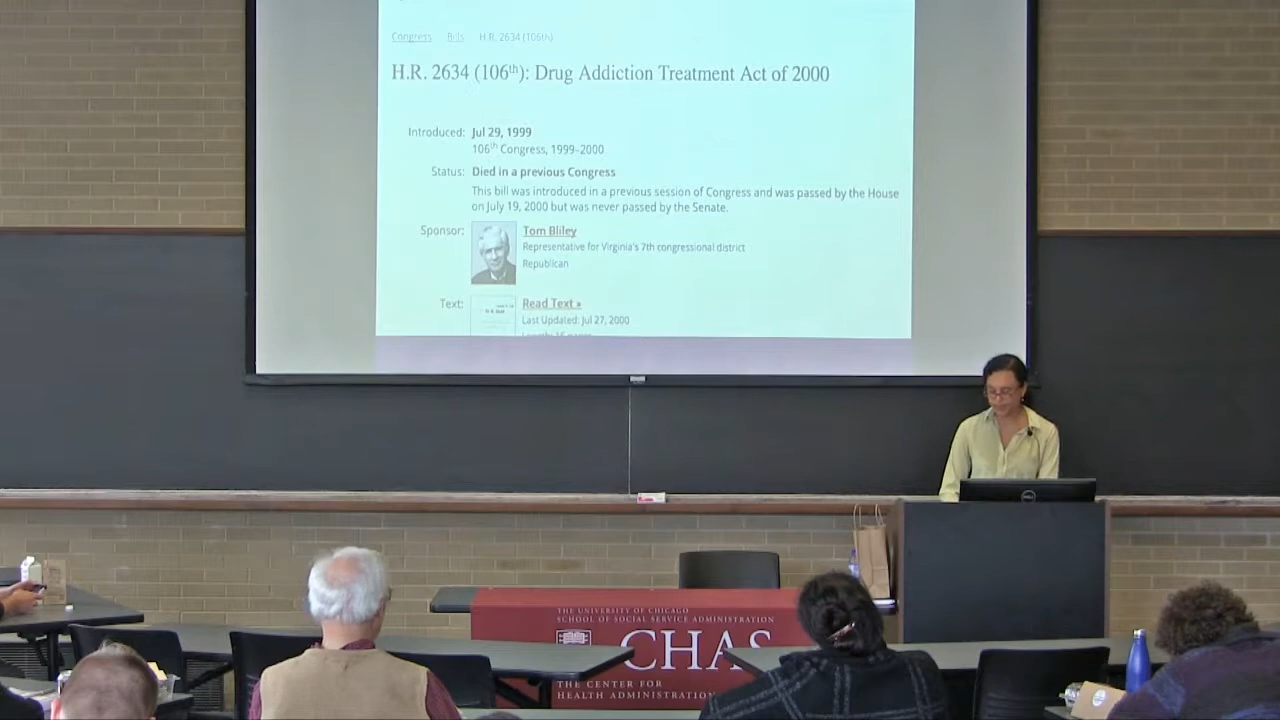 Congress Bills H.R. 2634 (106th)
H.R. 2634 (106th): Drug Addiction Treatment Act of 2000
Introduced: Jul 29, 1999
106th Congress, 1999–2000
Status: Died in a previous Congress
This bill was introduced in a previous session of Congress and was passed by the House
on July 19, 2000 but was never passed by the Senate.
Sponsor: Tom Bliley
Representative for Virginia's 7th congressional district
Republican
Text: Read Text »
Last Updated: Jul 27, 2000
DELL
THE UNIVERSITY OF CHICAGO
SCHOOL OF SOCIAL SERVICE ADMINISTRATION
CHAS
THE CENTER FOR
HEALTH ADMINISTRATION